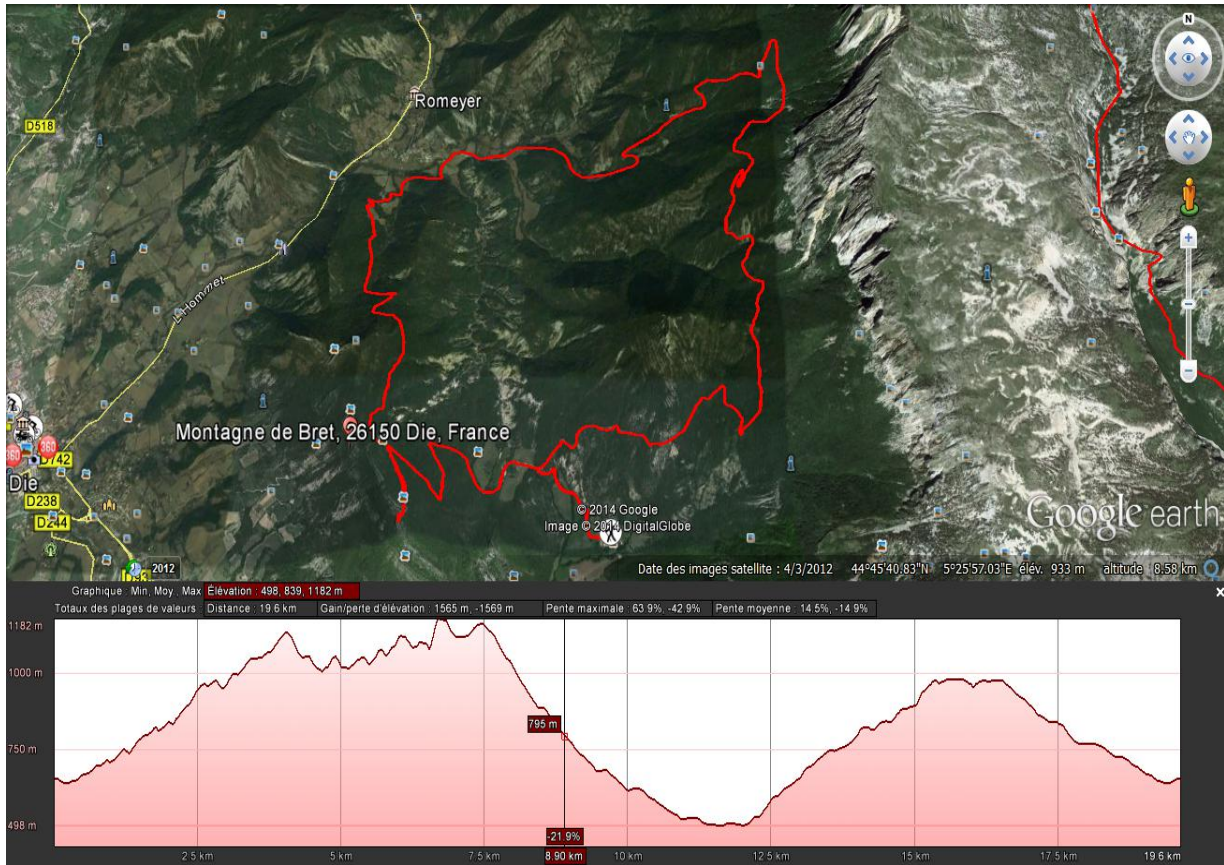 N
D518
Romeyer
L'Hommet
Montagne de Bret, 26150 Die, France
360
360
D742
Die
D238
D244
2012
© 2014 Google
Image © 2014 DigitalGlobe
Google earth
Date des images satellite : 4/3/2012 44°45'40.83"N 5°25'57.03"E élév. 933 m altitude 8.58 km
Graphique : Min, Moy., Max Élévation : 498, 839, 1182 m
Totaux des plages de valeurs : Distance : 19.6 km Gain/perte d'élévation : 1565 m, -1569 m Pente maximale : 63.9%, -42.9% Pente moyenne : 14.5%, -14.9%
1182 m
1000 m
795 m
750 m
498 m
-21.9%
2.5 km 5 km 7.5 km 8.90 km 10 km 12.5 km 15 km 17.5 km 19.6 km